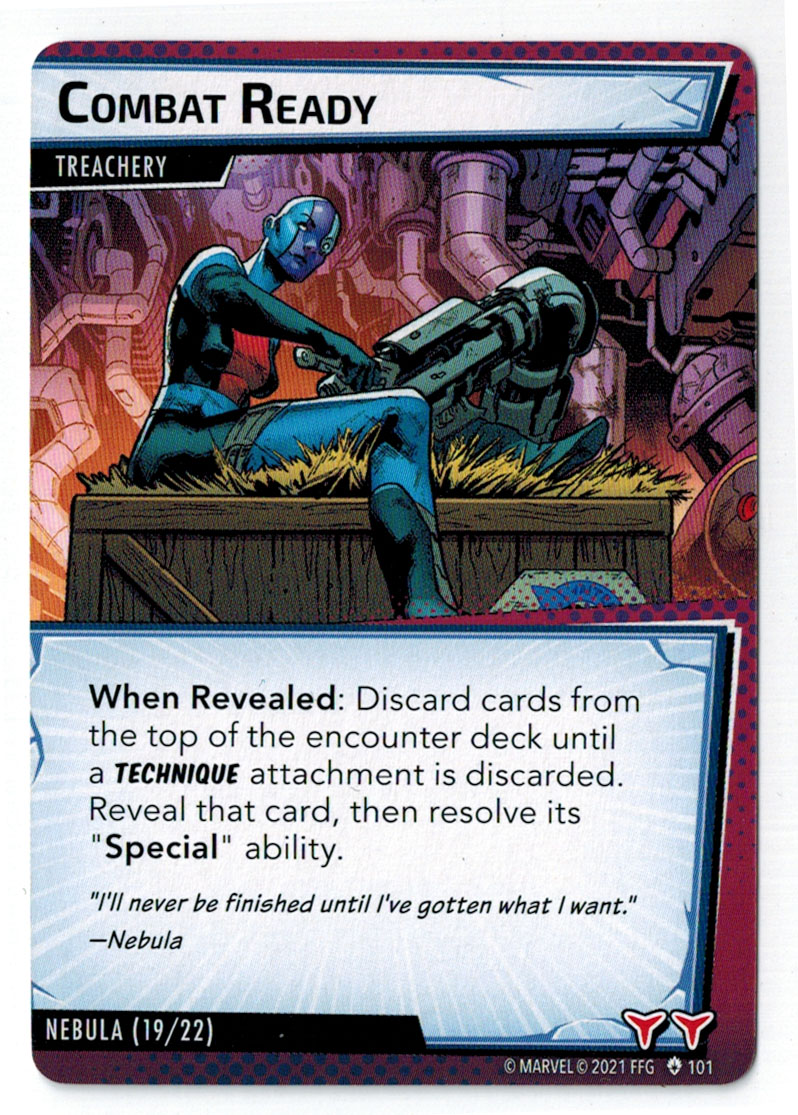 COMBAT READY
TREACHERY
When Revealed: Discard cards from
the top of the encounter deck until
a TECHNIQUE attachment is discarded.
Reveal that card, then resolve its
"Special" ability.
"I'll never be finished until I've gotten what I want."
—Nebula
NEBULA (19/22)
© MARVEL © 2021 FFG 101